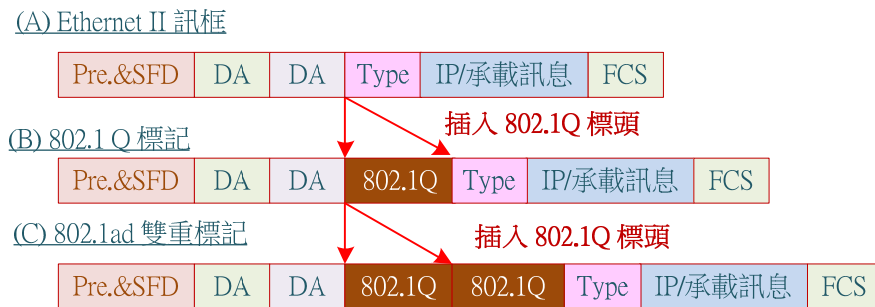 (A) Ethernet II 訊框
Pre.&SFD DA DA Type IP/承載訊息 FCS
插入 802.1Q 標頭
(B) 802.1 Q 標記
Pre.&SFD DA DA 802.1Q Type IP/承載訊息 FCS
(C) 802.1ad 雙重標記
插入 802.1Q 標頭
Pre.&SFD DA DA 802.1Q 802.1Q Type IP/承載訊息 FCS